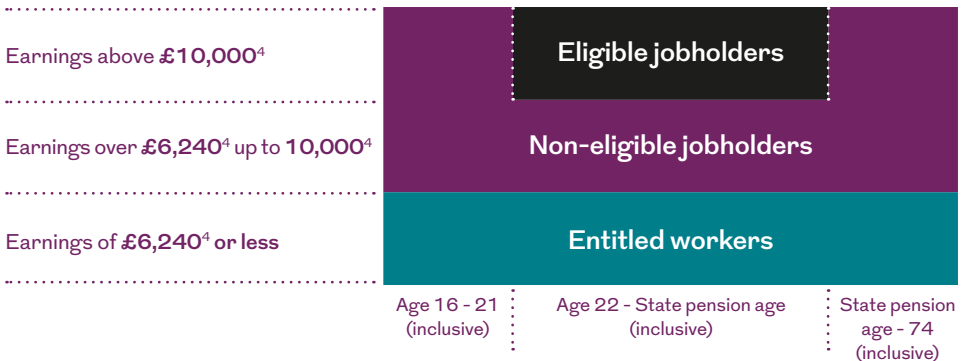 Earnings above £10,000⁴
Eligible jobholders
Earnings over £6,240⁴ up to 10,000⁴
Non-eligible jobholders
Earnings of £6,240⁴ or less
Entitled workers
Age 16 - 21
(inclusive)
Age 22 - State pension age
(inclusive)
State pension
age - 74
(inclusive)